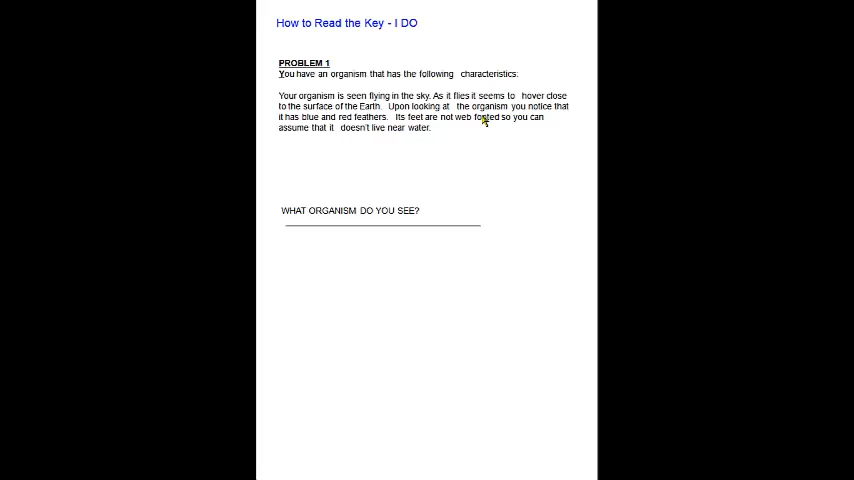 How to Read the Key - I DO
PROBLEM 1
You have an organism that has the following characteristics:
Your organism is seen flying in the sky. As it flies it seems to hover close
to the surface of the Earth. Upon looking at the organism you notice that
it has blue and red feathers. Its feet are not web footed so you can
assume that it doesn't live near water.
WHAT ORGANISM DO YOU SEE?